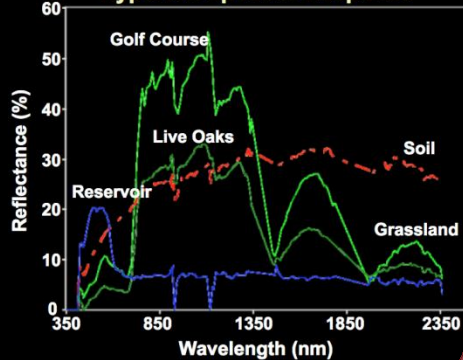 60
50
40
30
20
10
0
Reflectance (%)
Golf Course
Live Oaks
Soil
Reservoir
Grassland
350 850 1350 1850 2350
Wavelength (nm)